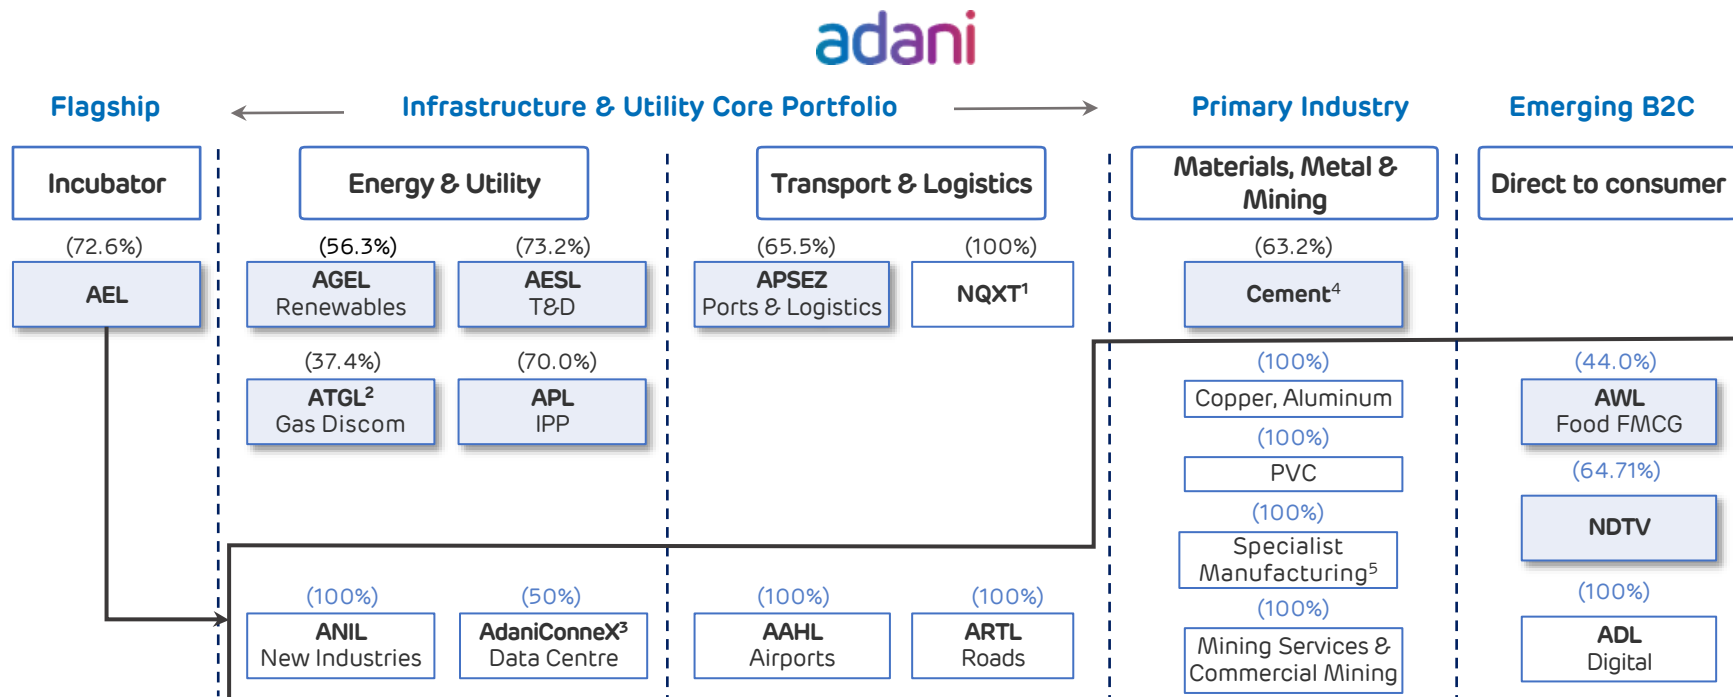 adani
Flagship
Infrastructure & Utility Core Portfolio
Primary Industry
Emerging B2C
Incubator
Energy & Utility
Transport & Logistics
Materials, Metal &
Mining
Direct to consumer
(72.6%)
(56.3%)
(73.2%)
(65.5%)
(100%)
(63.2%)
AEL
AGEL
Renewables
AESL
T&D
APSEZ
Ports & Logistics
NQXT¹
Cement⁴
(37.4%)
(70.0%)
(100%)
(44.0%)
ATGL²
Gas Discom
APL
IPP
Copper, Aluminum
AWL
Food FMCG
(100%)
PVC
(64.71%)
NDTV
(100%)
Specialist
Manufacturing⁵
(100%)
(50%)
(100%)
(100%)
(100%)
(100%)
ANIL
New Industries
AdaniConneX³
Data Centre
AAHL
Airports
ARTL
Roads
Mining Services &
Commercial Mining
ADL
Digital